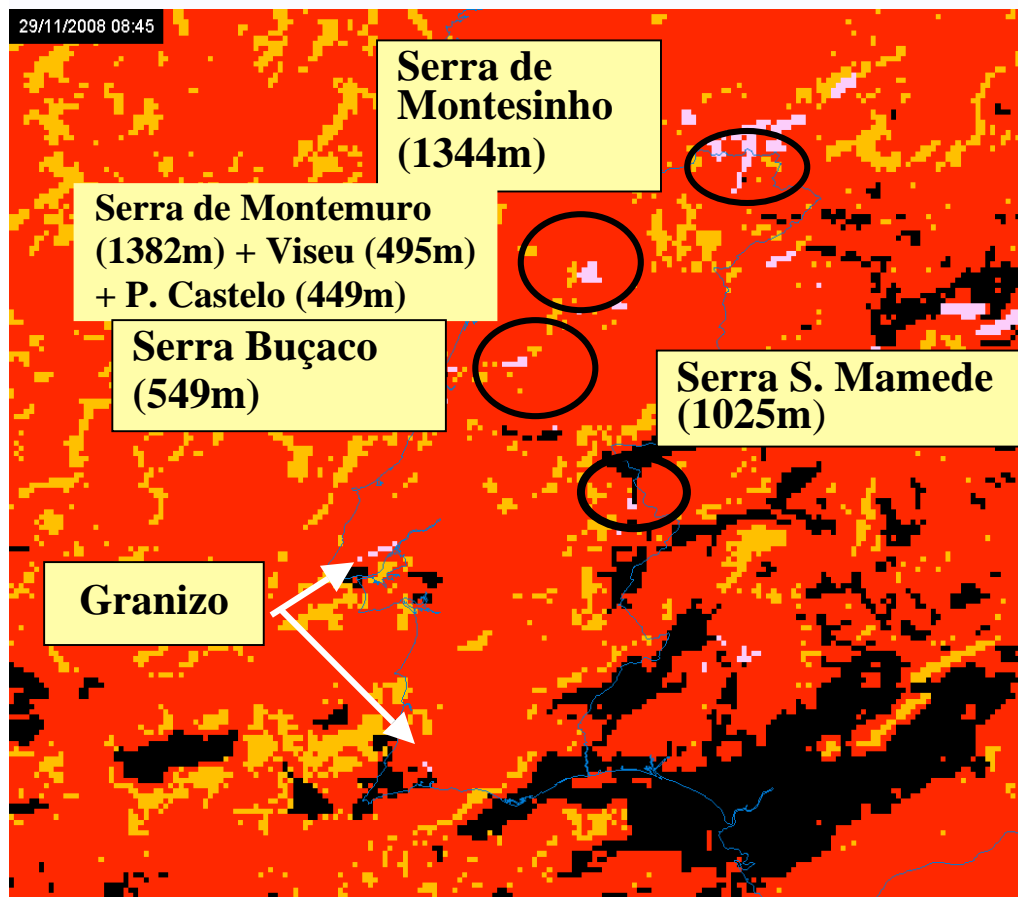 29/11/2008 08:45
Serra de
Montesinho
(1344m)
Serra de Montemuro
(1382m) + Viseu (495m)
+ P. Castelo (449m)
Serra Buçaco
(549m)
Serra S. Mamede
(1025m)
Granizo